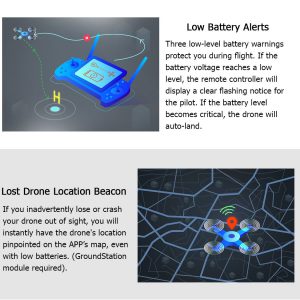 Low Battery Alerts
Three low-level battery warnings
protect you during flight. If the
battery voltage reaches a low
level, the remote controller will
display a clear flashing notice for
the pilot. If the battery level
becomes critical, the drone will
auto-land.
H
Lost Drone Location Beacon
If you inadvertently lose or crash
your drone out of sight, you will
instantly have the drone's location
pinpointed on the APP's map, even
with low batteries. (GroundStation
module required).